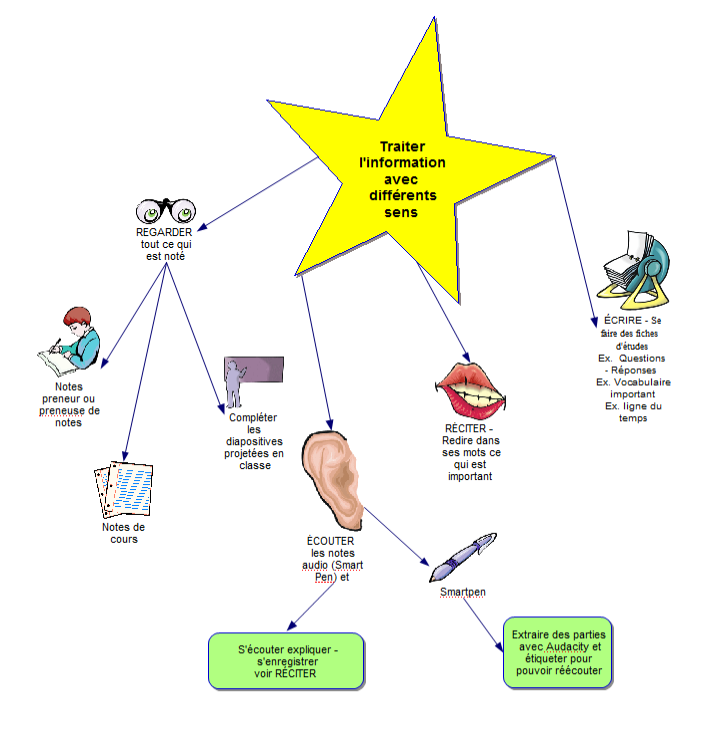 Traiter
l'information
avec
différents
sens
REGARDER
tout ce qui
est noté
Notes
preneur ou
preneuse de
notes
Notes de
cours
Compléter
les
diapositives
projetées en
classe
ÉCOUTER
les notes
audio (Smart
Pen) et
S'écouter expliquer -
s'enregistrer
voir RÉCITER
Smartpen
Extraire des parties
avec Audacity et
étiqueter pour
pouvoir réécouter
RÉCITER -
Redire dans
ses mots ce
qui est
important
ÉCRIRE - Se
faire des fiches
d'études
Ex. Questions
- Réponses
Ex. Vocabulaire
important
Ex. ligne du
temps